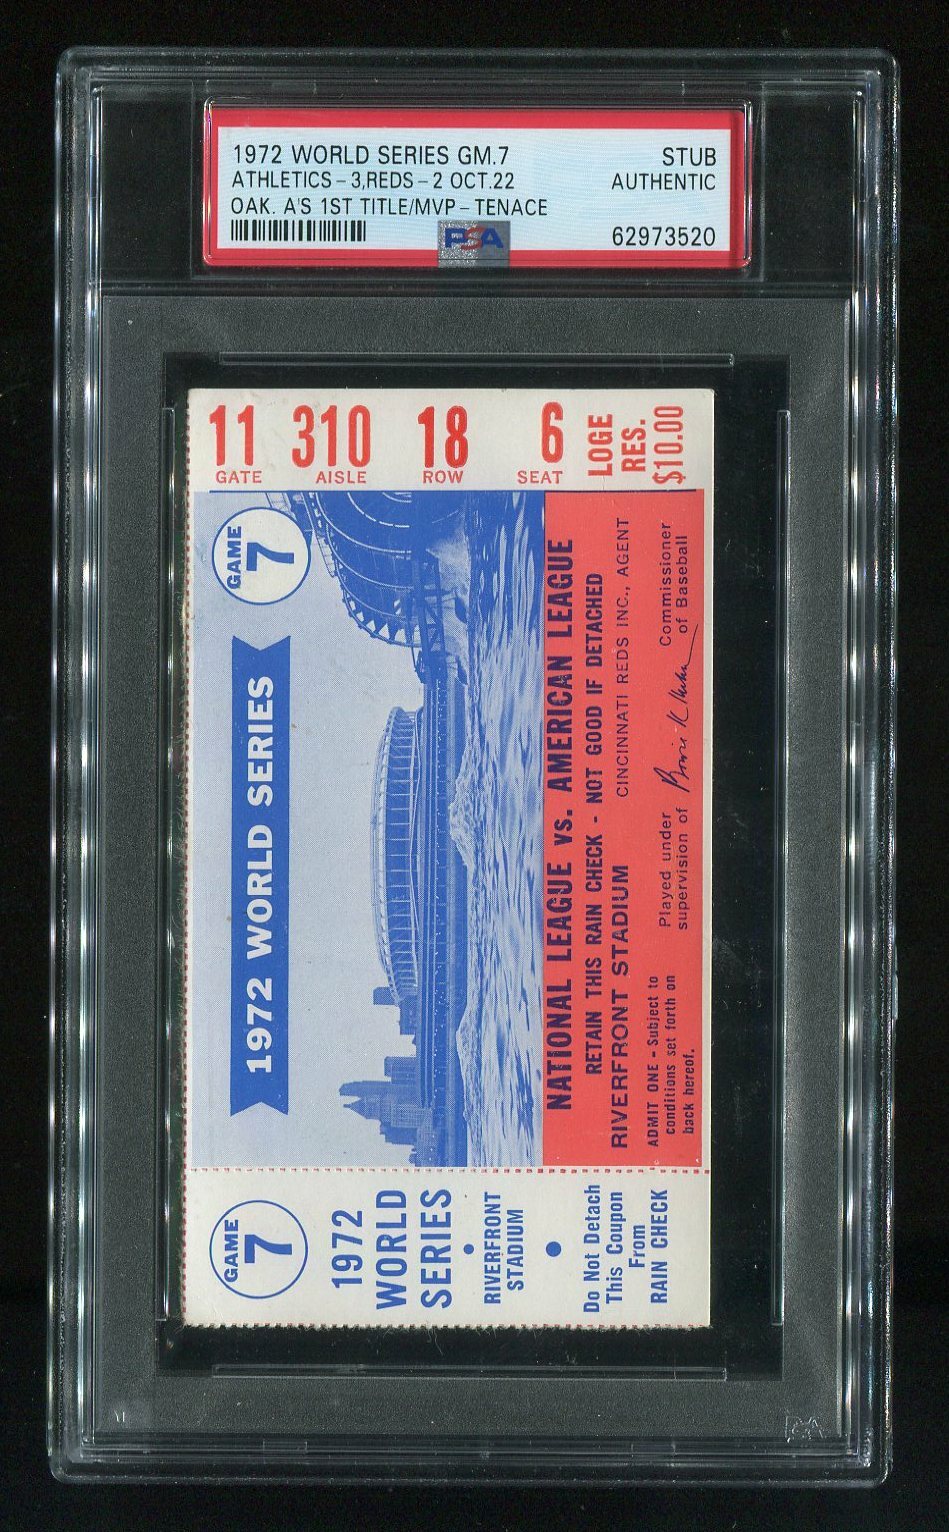 1972 WORLD SERIES GM.7
STUB
ATHLETICS-3,REDS-2 OCT.22
AUTHENTIC
OAK. A'S 1ST TITLE/MVP-TENACE
PSA
62973520
11 310 18 6
GATE AISLE ROW SEAT
LOGE
RES.
$10.00
GAME
7
1972 WORLD SERIES
NATIONAL LEAGUE vs. AMERICAN LEAGUE
RETAIN THIS RAIN CHECK - NOT GOOD IF DETACHED
RIVERFRONT STADIUM
CINCINNATI REDS INC., AGENT
ADMIT ONE - Subject to
conditions set forth on
back hereof.
Played under
supervision of
Bowie K Kuhn
Commissioner
of Baseball
GAME
7
1972
WORLD
SERIES
•
RIVERFRONT
STADIUM
Do Not Detach
This Coupon
From
RAIN CHECK